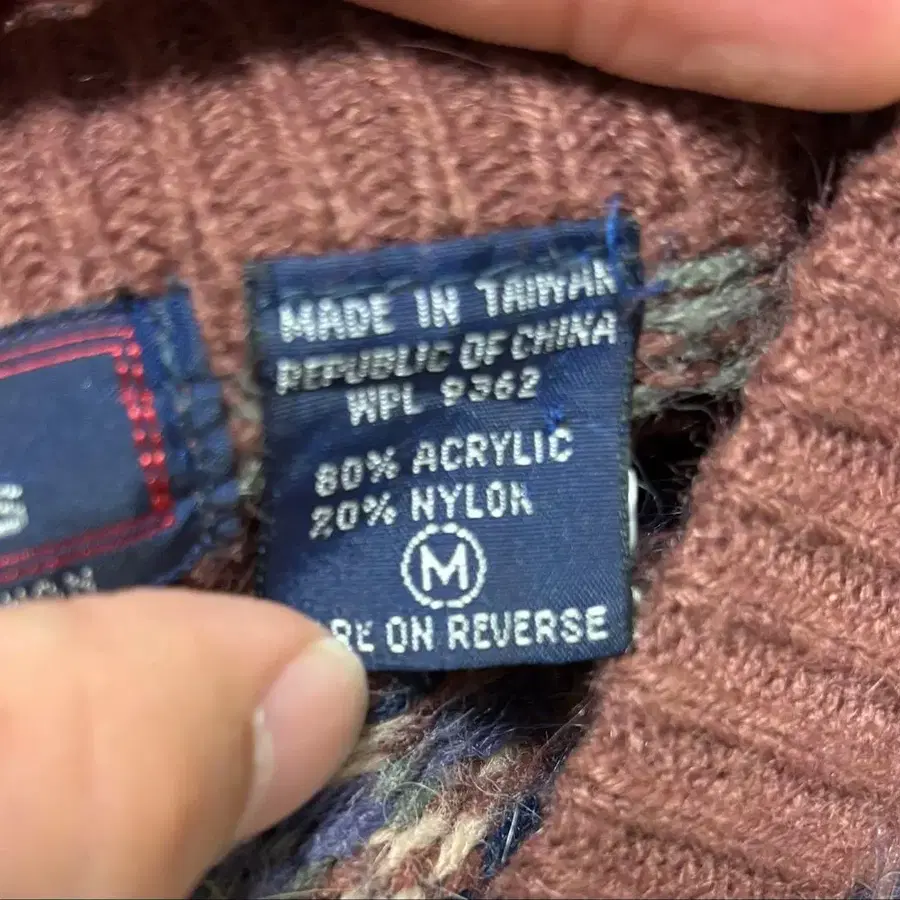 MADE IN TAIWAN
REPUBLIC OF CHINA
WPL 9362
80% ACRYLIC
20% NYLON
M
ON REVERSE